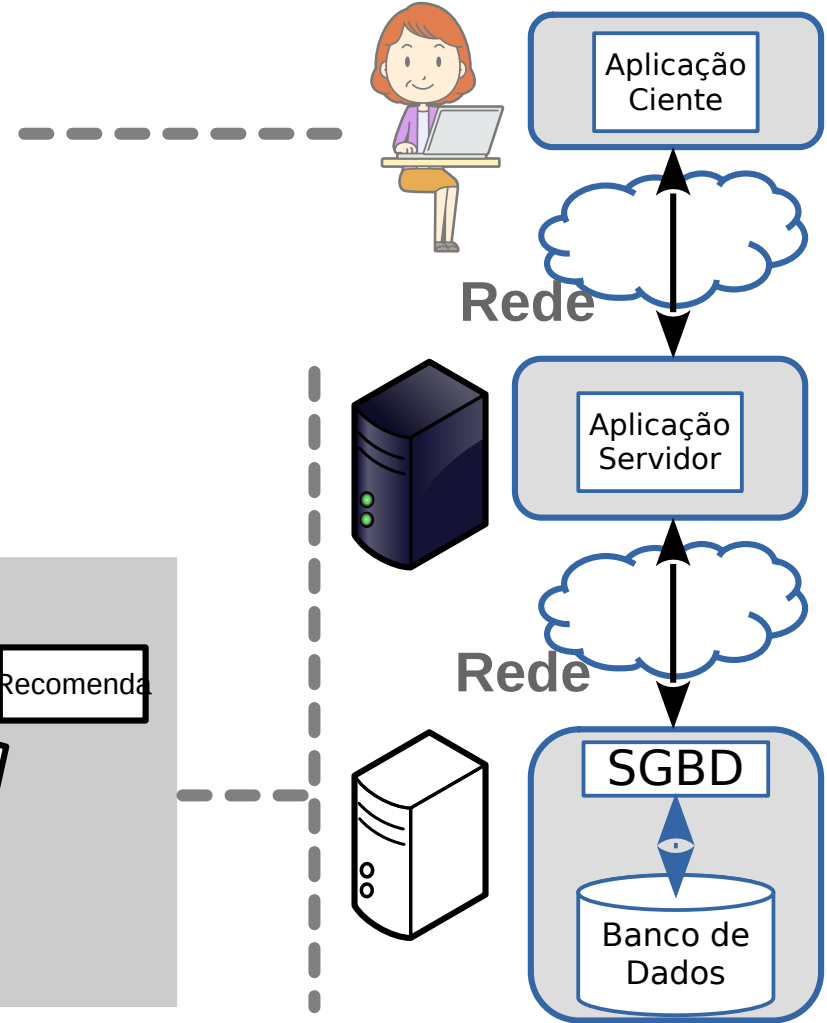 Aplicação
Ciente
Rede
Aplicação
Servidor
Recomenda
Rede
SGBD
Banco de
Dados